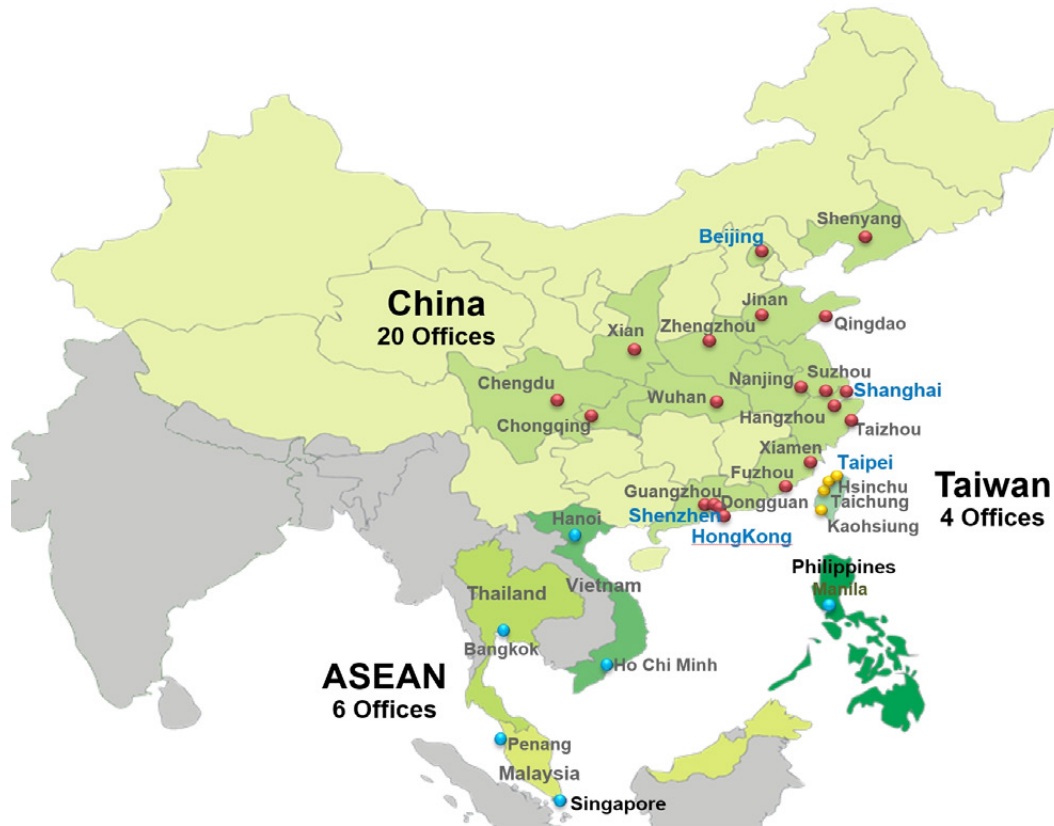 Shenyang
Beijing
China
20 Offices
Jinan
Qingdao
Zhengzhou
Xian
Nanjing
Suzhou
Shanghai
Chengdu
Wuhan
Hangzhou
Chongqing
Taizhou
Xiamen
Fuzhou
Taipei
Hsinchu
Taichung
Kaohsiung
Taiwan
4 Offices
Guangzhou
Dongguan
Shenzhen
HongKong
Hanoi
Philippines
Manila
Thailand
Vietnam
Bangkok
Ho Chi Minh
ASEAN
6 Offices
Penang
Malaysia
Singapore